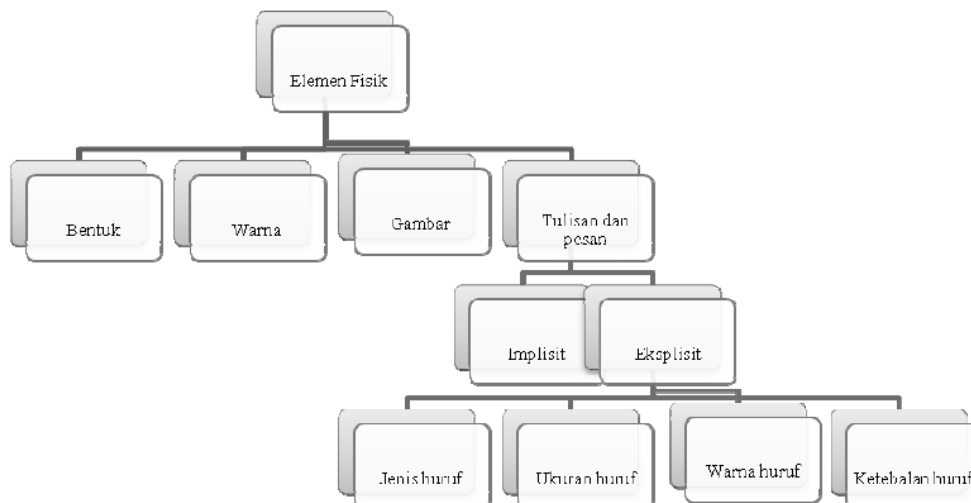 Elemen Fisik
Bentuk
Warna
Gambar
Tulisan dan
pesan
Implisit
Eksplisit
Jenis huruf
Ukuran huruf
Warna huruf
Ketebalan huruf